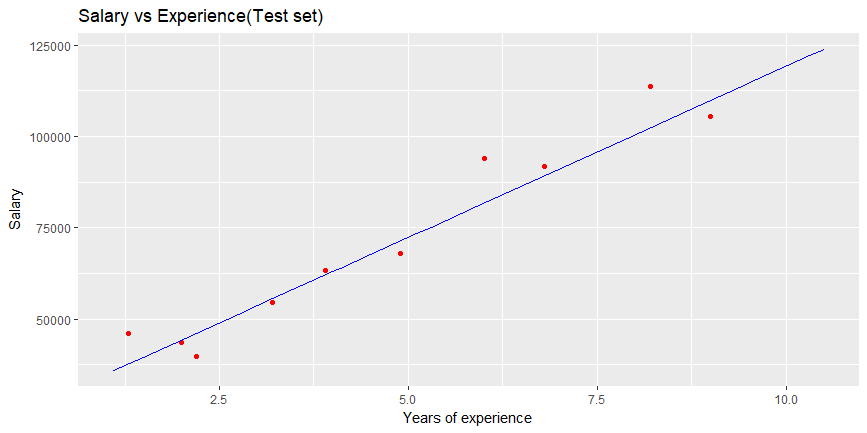 Salary vs Experience(Test set)
125000
100000
75000
50000
Salary
2.5 5.0 7.5 10.0
Years of experience